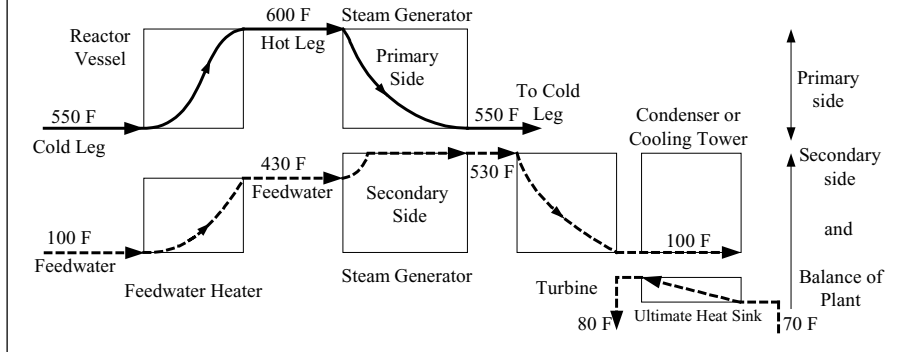 600 F
Steam Generator
Reactor
Vessel
Hot Leg
Primary
Side
Primary
side
550 F
Cold Leg
550 F
To Cold
Leg
Condenser or
Cooling Tower
430 F
Feedwater
530 F
Secondary
Side
Secondary
side
and
Balance of
Plant
100 F
Feedwater
100 F
Feedwater Heater
Steam Generator
Turbine
80 F
Ultimate Heat Sink
70 F